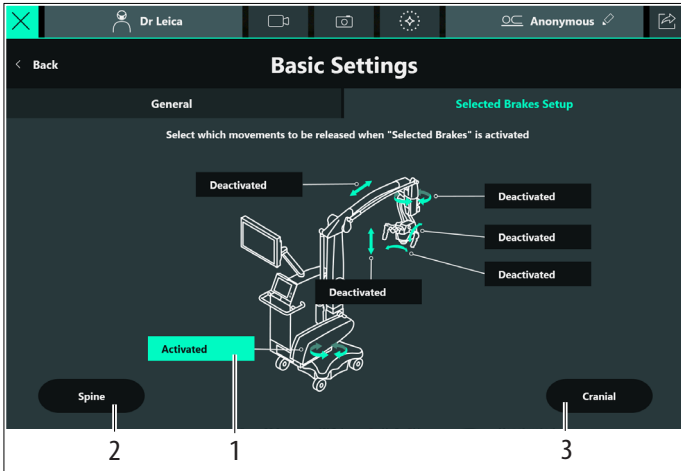 Dr Leica
Anonymous
Back
Basic Settings
General
Selected Brakes Setup
Select which movements to be released when "Selected Brakes" is activated
Deactivated
Deactivated
Deactivated
Deactivated
Deactivated
Activated
Spine
Cranial
2
1
3